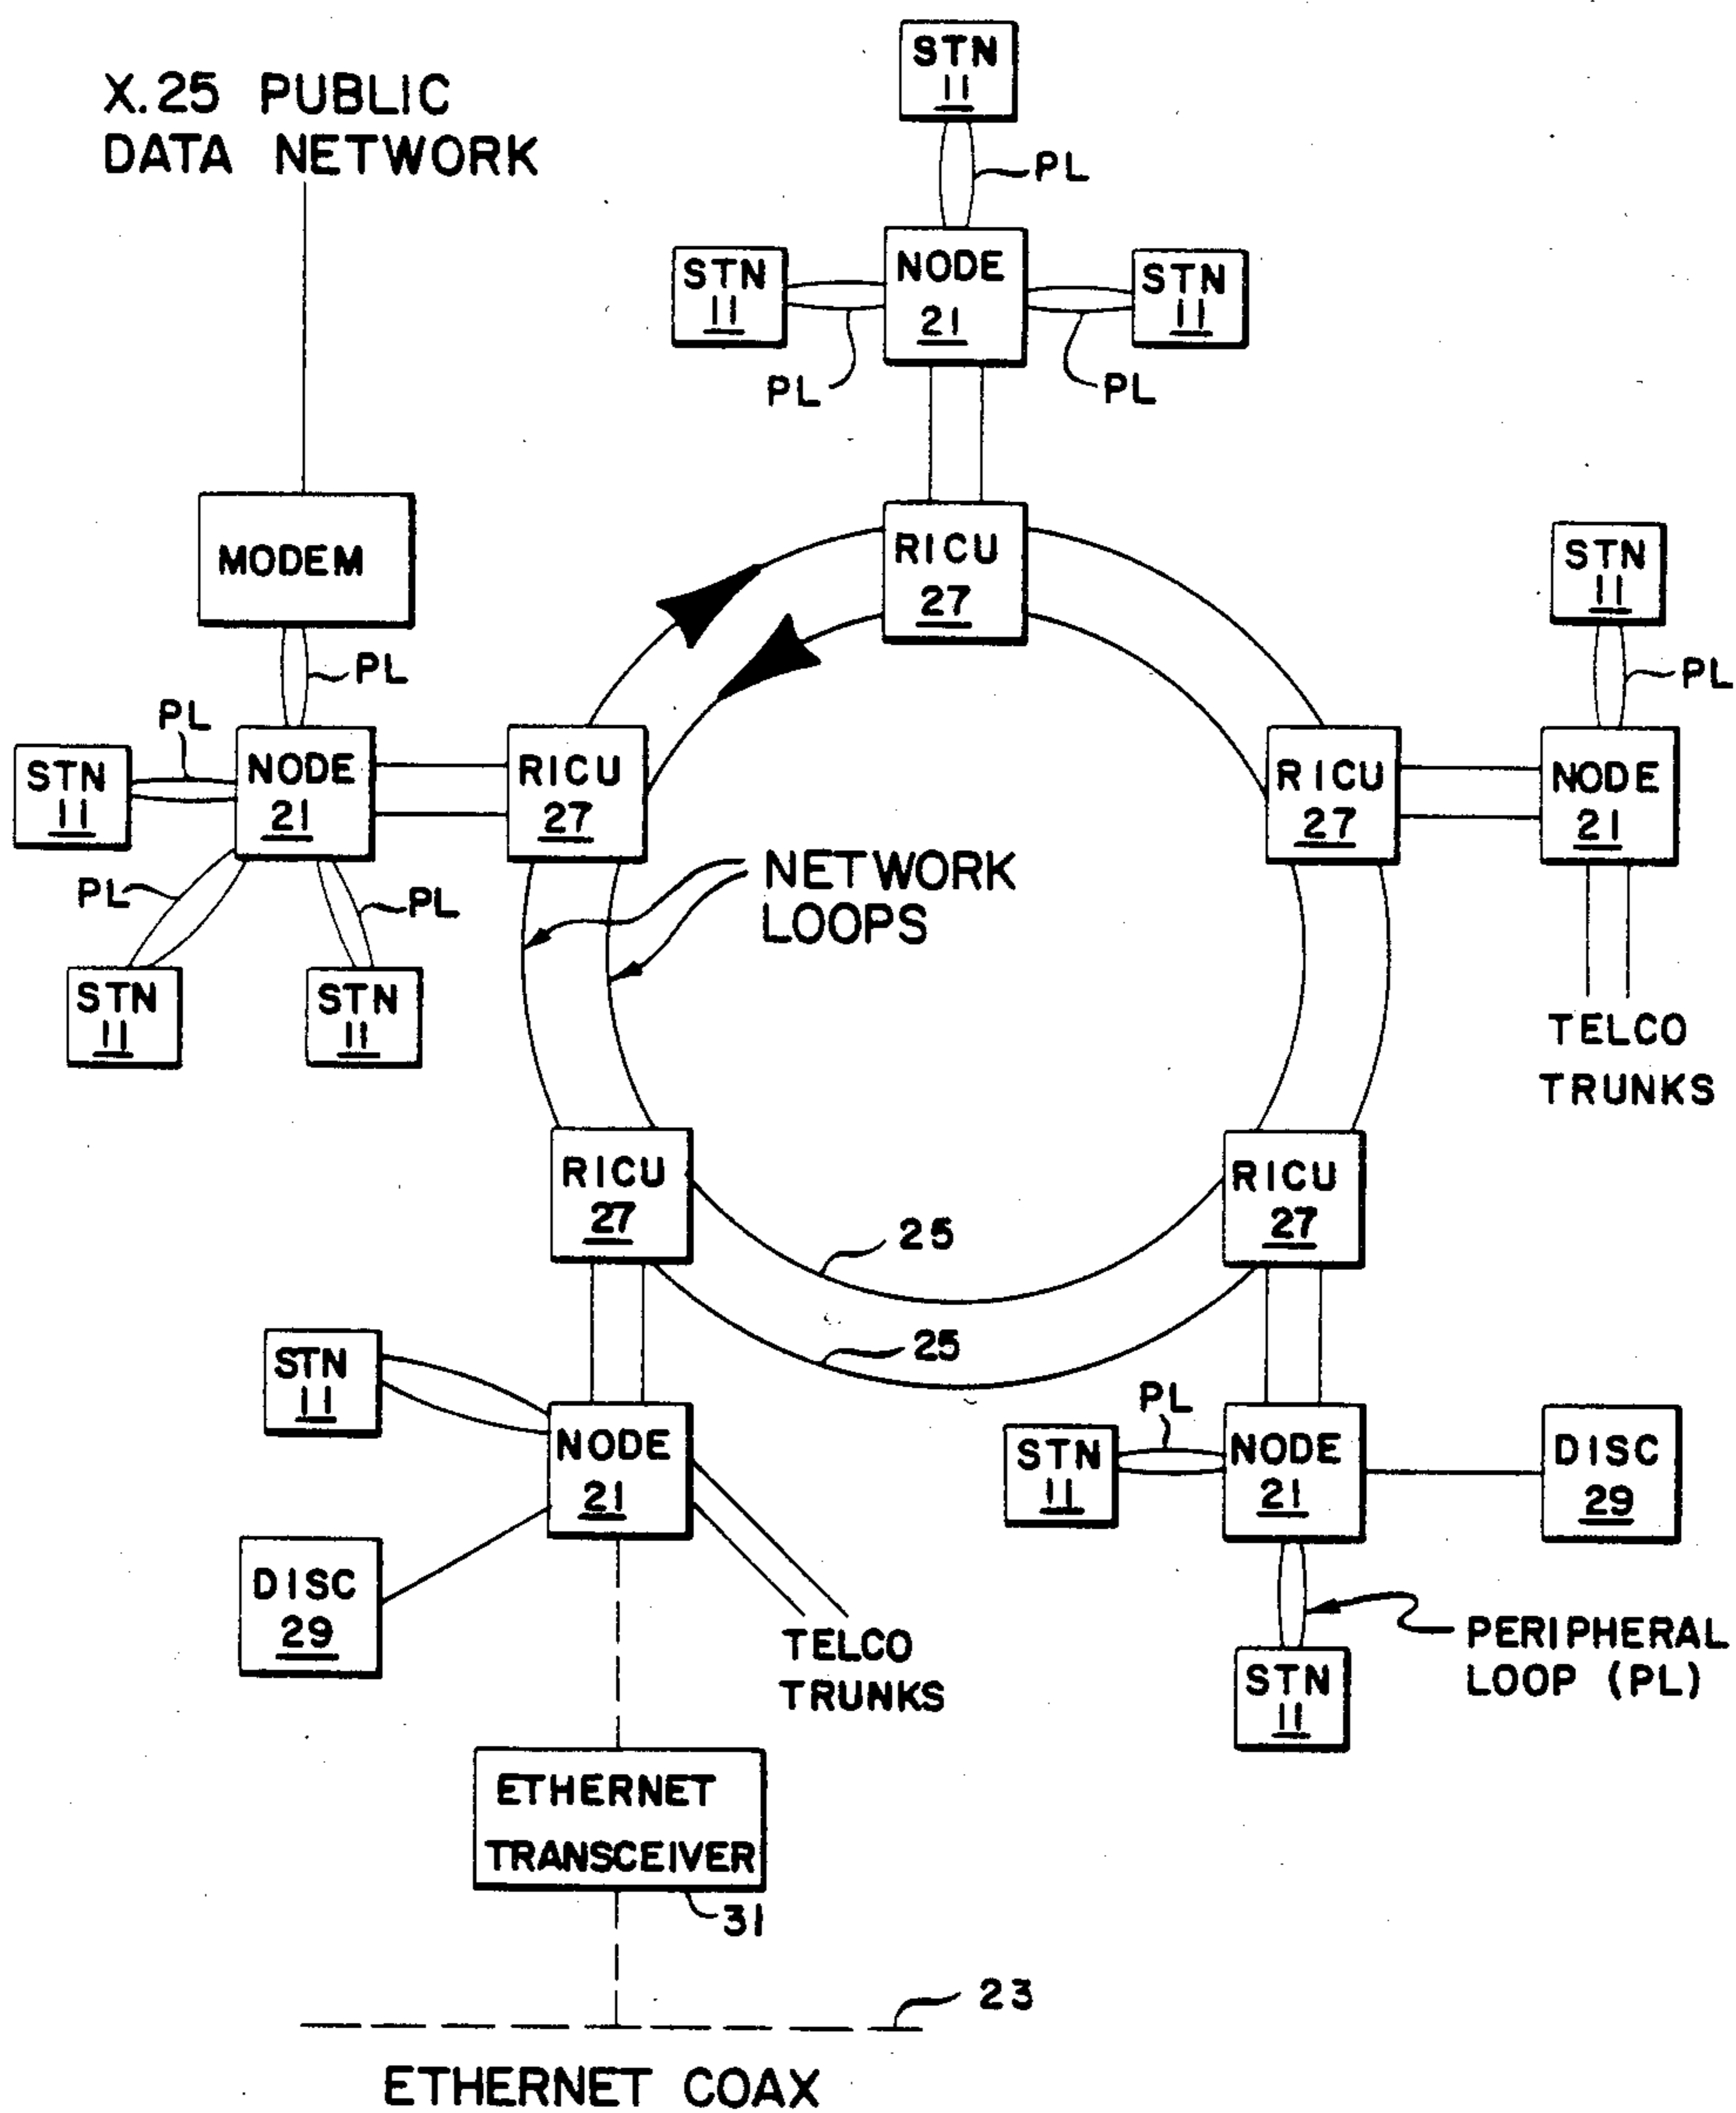 X.25 PUBLIC
DATA NETWORK
STN
11
PL
STN
11
NODE
21
STN
11
PL
PL
MODEM
RICU
27
STN
11
PL
PL
PL
STN
11
NODE
21
RICU
27
RICU
27
NODE
21
PL
PL
NETWORK
LOOPS
STN
11
STN
11
TELCO
TRUNKS
RICU
27
RICU
27
25
25
STN
11
NODE
21
PL
STN
11
NODE
21
DISC
29
DISC
29
TELCO
TRUNKS
PERIPHERAL
LOOP (PL)
STN
11
ETHERNET
TRANSCEIVER
31
23
ETHERNET COAX